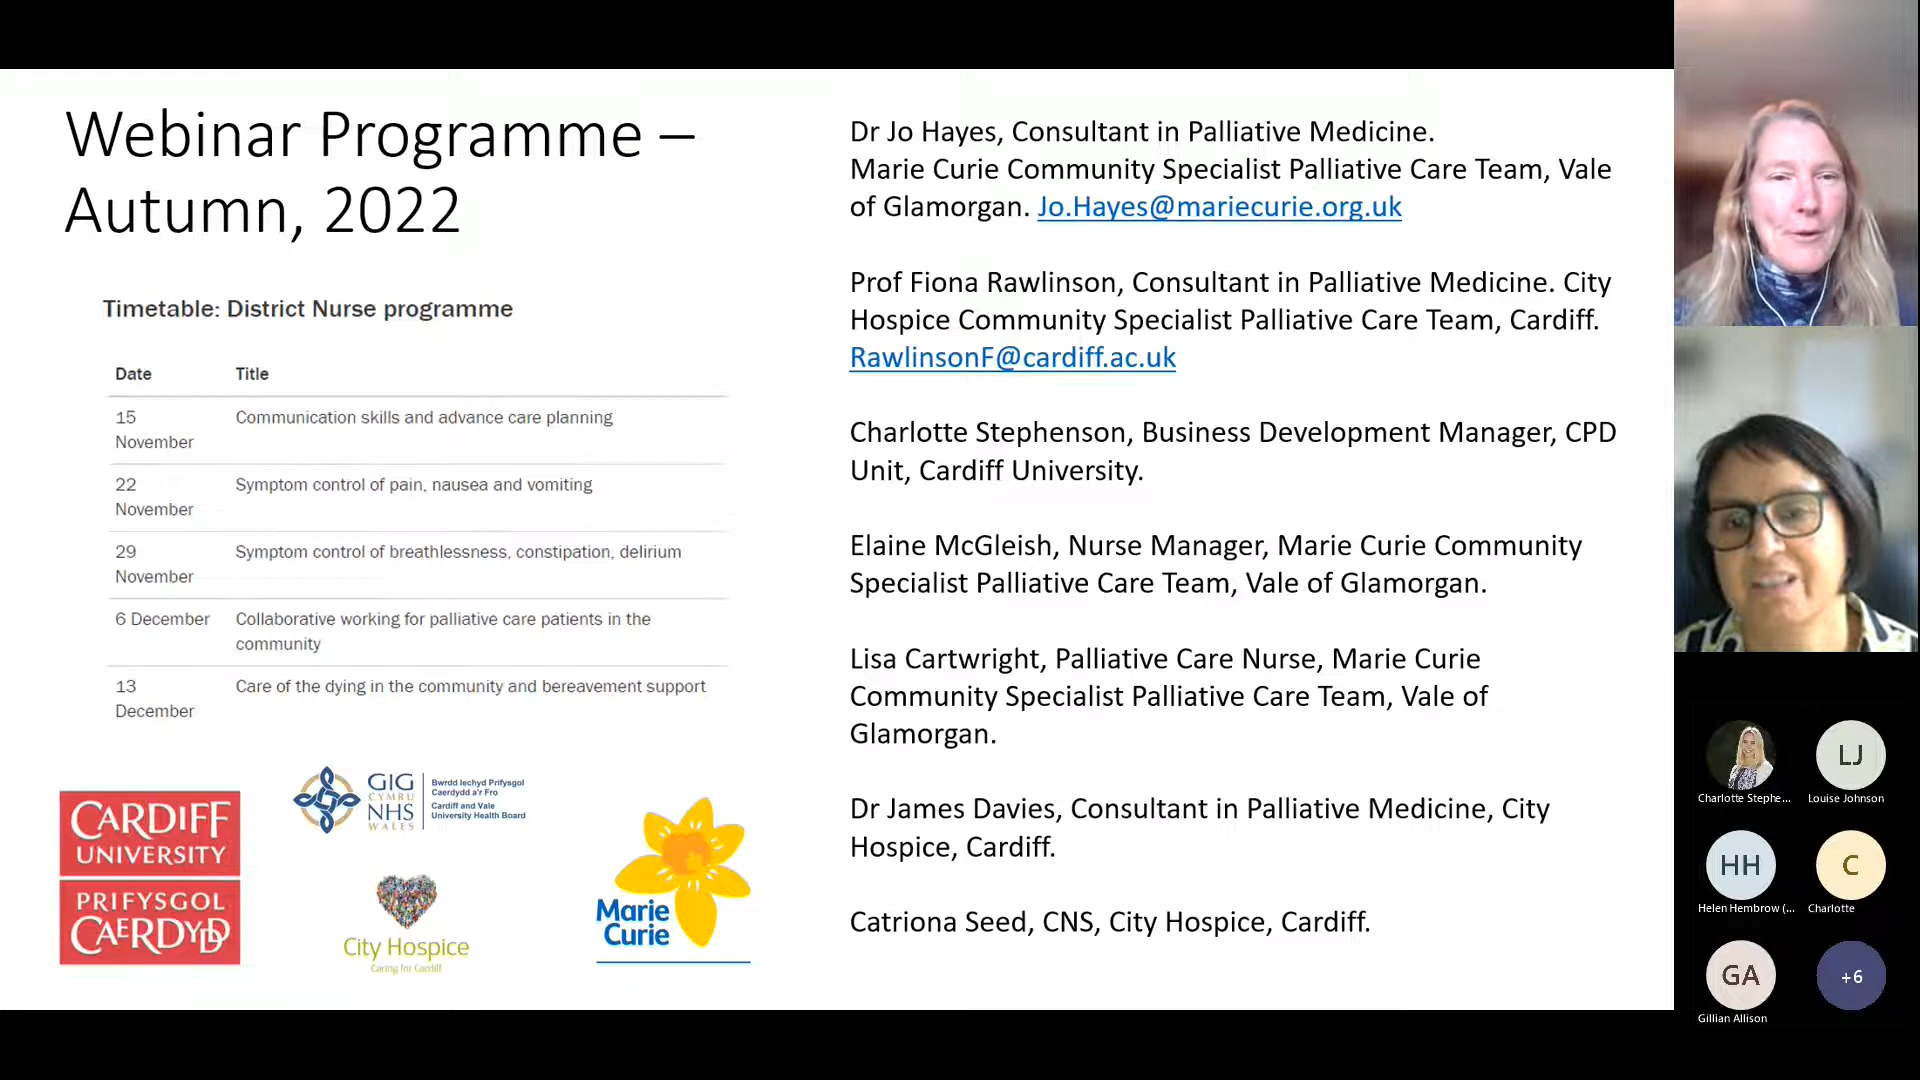 Webinar Programme –
Autumn, 2022
Timetable: District Nurse programme
Date Title
15 November Communication skills and advance care planning
22 November Symptom control of pain, nausea and vomiting
29 November Symptom control of breathlessness, constipation, delirium
6 December Collaborative working for palliative care patients in the community
13 December Care of the dying in the community and bereavement support
CARDIFF
UNIVERSITY
PRIFYSGOL
CAERDYDD
GIG
CYMRU
NHS
WALES
Bwrdd Iechyd Prifysgol
Caerdydd a'r Fro
Cardiff and Vale
University Health Board
City Hospice
Caring for Cardiff
Marie
Curie
Dr Jo Hayes, Consultant in Palliative Medicine.
Marie Curie Community Specialist Palliative Care Team, Vale
of Glamorgan. Jo.Hayes@mariecurie.org.uk
Prof Fiona Rawlinson, Consultant in Palliative Medicine. City
Hospice Community Specialist Palliative Care Team, Cardiff.
RawlinsonF@cardiff.ac.uk
Charlotte Stephenson, Business Development Manager, CPD
Unit, Cardiff University.
Elaine McGleish, Nurse Manager, Marie Curie Community
Specialist Palliative Care Team, Vale of Glamorgan.
Lisa Cartwright, Palliative Care Nurse, Marie Curie
Community Specialist Palliative Care Team, Vale of
Glamorgan.
Dr James Davies, Consultant in Palliative Medicine, City
Hospice, Cardiff.
Catriona Seed, CNS, City Hospice, Cardiff.
Charlotte Stephe...
LJ
Louise Johnson
HH
Helen Hembrow (...
C
Charlotte
GA
Gillian Allison
+6